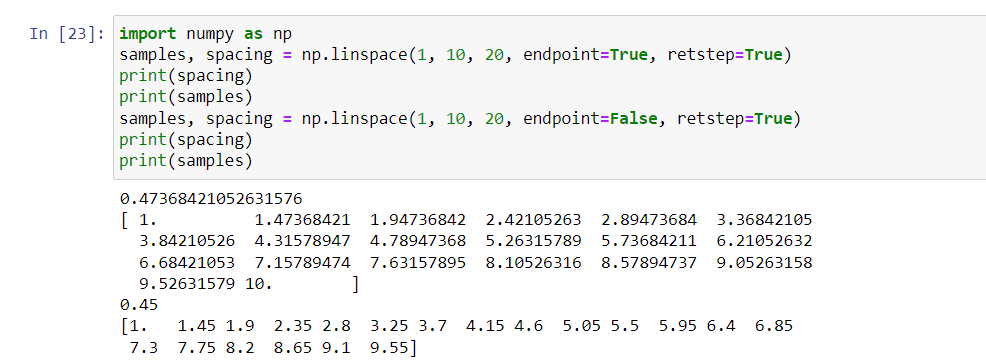 In [23]: import numpy as np
samples, spacing = np.linspace(1, 10, 20, endpoint=True, retstep=True)
print(spacing)
print(samples)
samples, spacing = np.linspace(1, 10, 20, endpoint=False, retstep=True)
print(spacing)
print(samples)
0.47368421052631576
[ 1.          1.47368421  1.94736842  2.42105263  2.89473684  3.36842105
  3.84210526  4.31578947  4.78947368  5.26315789  5.73684211  6.21052632
  6.68421053  7.15789474  7.63157895  8.10526316  8.57894737  9.05263158
  9.52631579 10.        ]
0.45
[1.   1.45 1.9  2.35 2.8  3.25 3.7  4.15 4.6  5.05 5.5  5.95 6.4  6.85
 7.3  7.75 8.2  8.65 9.1  9.55]